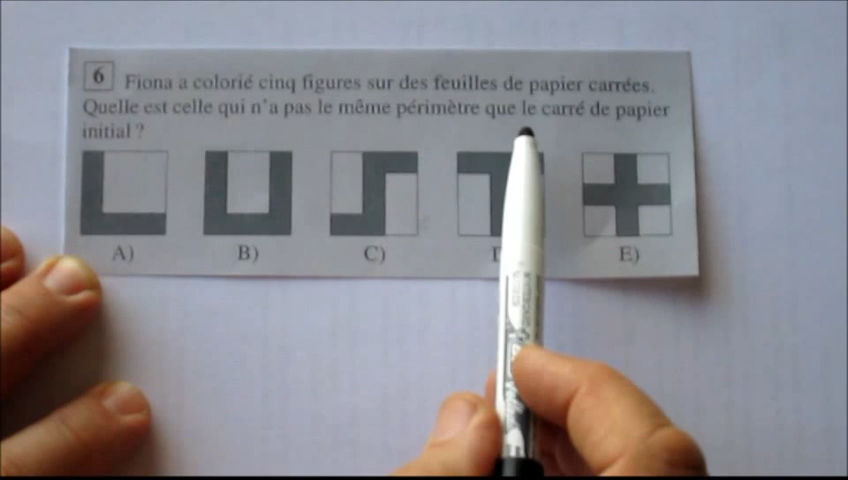 6 Fiona a colorié cinq figures sur des feuilles de papier carrées.
Quelle est celle qui n'a pas le même périmètre que le carré de papier
initial ?
A) B) C) E)